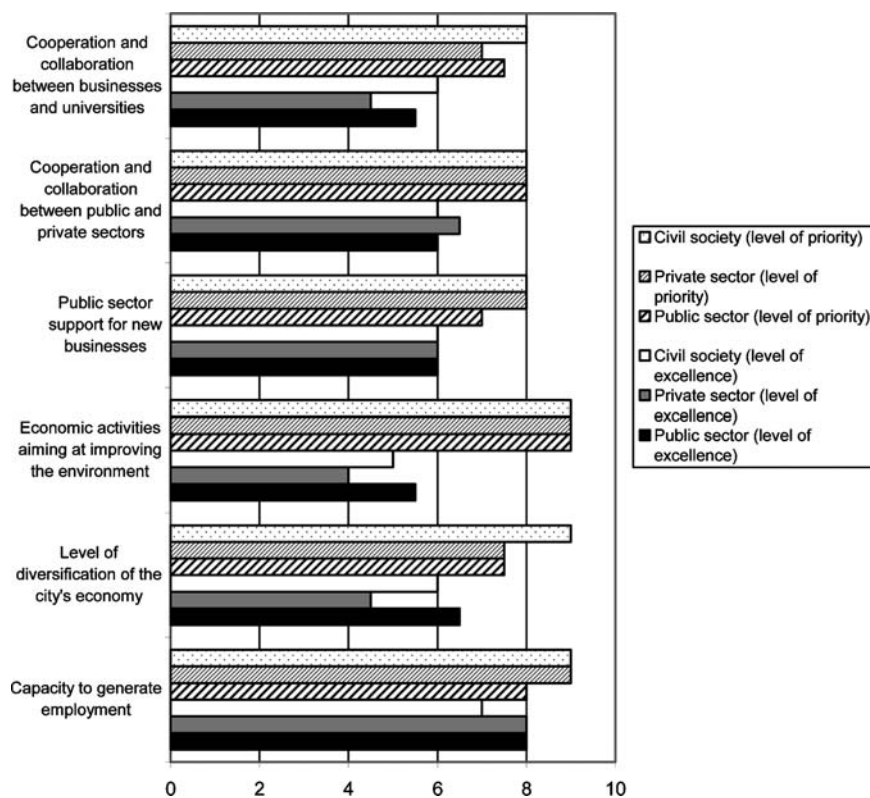 Cooperation and
collaboration
between businesses
and universities
Cooperation and
collaboration
between public and
private sectors
Public sector
support for new
businesses
Economic activities
aiming at improving
the environment
Level of
diversification of the
city's economy
Capacity to generate
employment
0 2 4 6 8 10
Civil society (level of priority)
Private sector (level of
priority)
Public sector (level of priority)
Civil society (level of
excellence)
Private sector (level of
excellence)
Public sector (level of
excellence)